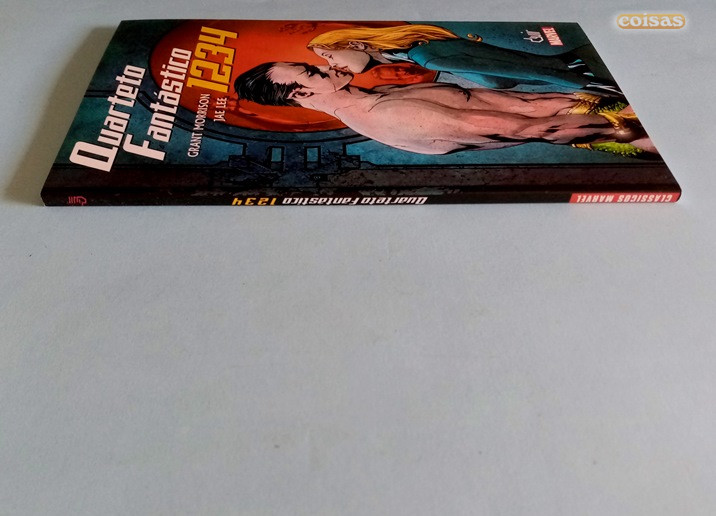 Quarteto
Fantástico
1234
GRANT MORRISON
JAE LEE
MARVEL
Quarteto Fantástico 1234
CLÁSSICOS MARVEL
coisas